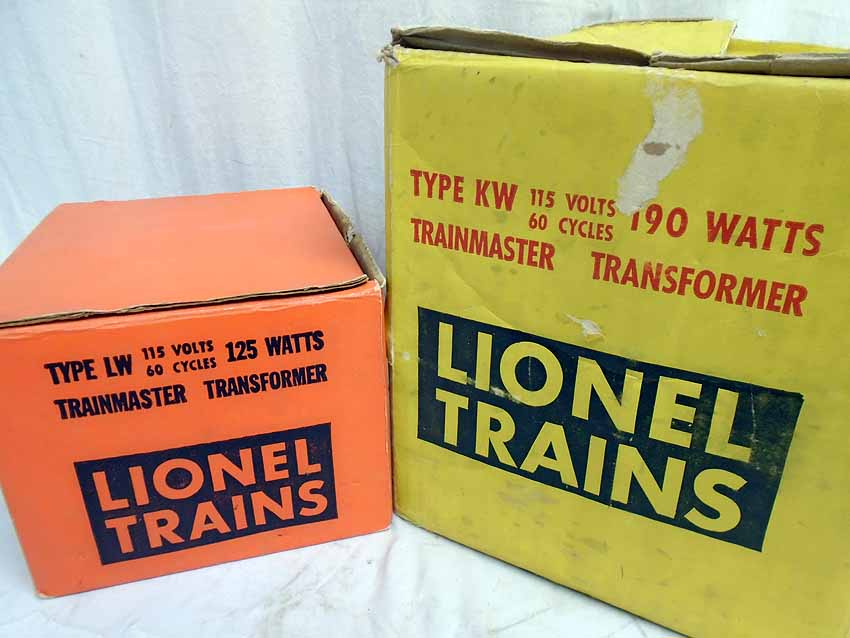 TYPE LW 115 VOLTS 125 WATTS
60 CYCLES
TRAINMASTER TRANSFORMER
LIONEL
TRAINS
TYPE KW 115 VOLTS 190 WATTS
60 CYCLES
TRAINMASTER TRANSFORMER
LIONEL
TRAINS